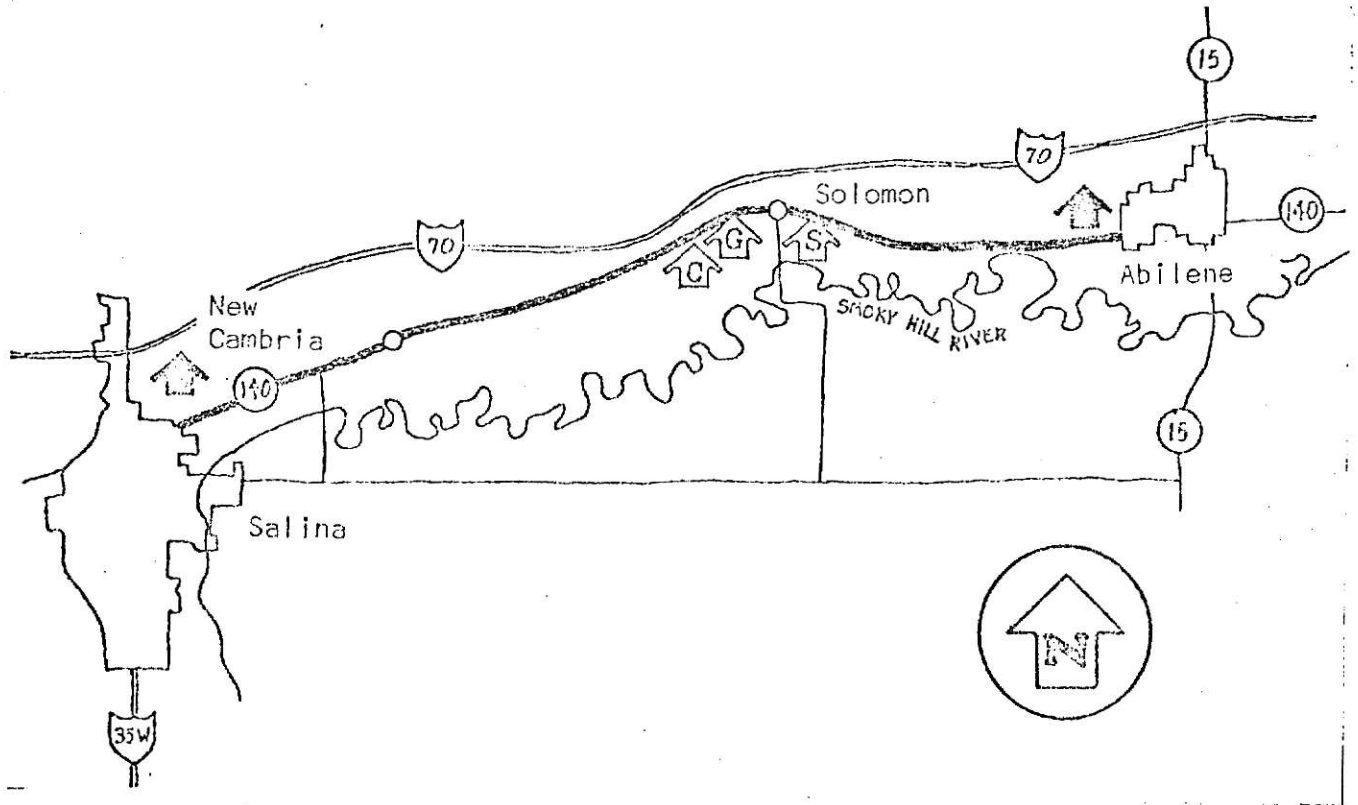 15
70
Solomon
140
G
S
C
70
Abilene
New
Cambria
SMOKY HILL RIVER
140
15
Salina
N
35W